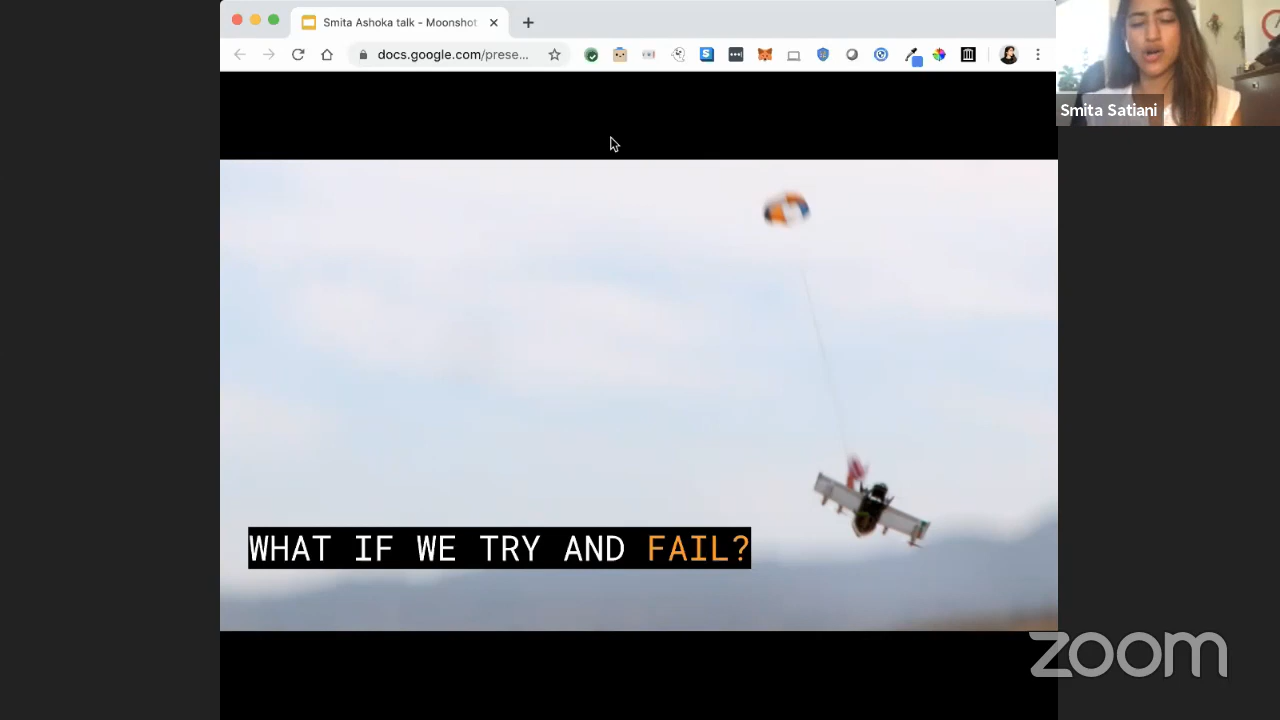 Smita Ashoka talk - Moonshot
docs.google.com/prese...
Smita Satiani
WHAT IF WE TRY AND FAIL?
zoom